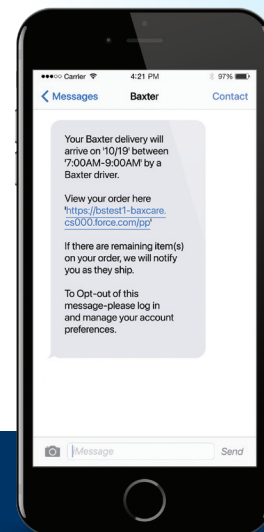 Carrier 4:21 PM 97%
Messages Baxter Contact
Your Baxter delivery will
arrive on '10/19' between
'7:00AM-9:00AM' by a
Baxter driver.
View your order here
'https://bstest1-baxcare.
cs000.force.com/pp'
If there are remaining item(s)
on your order, we will notify
you as they ship.
To Opt-out of this
message-please log in
and manage your account
preferences.
iMessage Send